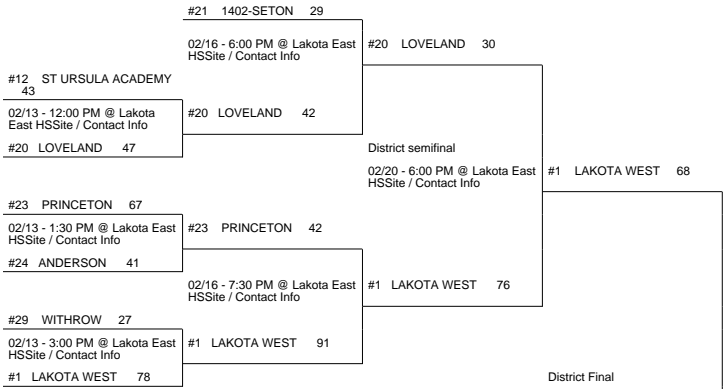 #21 1402-SETON 29
02/16 - 6:00 PM @ Lakota East
HSSite / Contact Info
#20 LOVELAND 30
#12 ST URSULA ACADEMY
43
02/13 - 12:00 PM @ Lakota
East HSSite / Contact Info
#20 LOVELAND 42
#20 LOVELAND 47
District semifinal
02/20 - 6:00 PM @ Lakota East
HSSite / Contact Info
#1 LAKOTA WEST 68
#23 PRINCETON 67
02/13 - 1:30 PM @ Lakota East
HSSite / Contact Info
#23 PRINCETON 42
#24 ANDERSON 41
02/16 - 7:30 PM @ Lakota East
HSSite / Contact Info
#1 LAKOTA WEST 76
#29 WITHROW 27
02/13 - 3:00 PM @ Lakota East
HSSite / Contact Info
#1 LAKOTA WEST 91
#1 LAKOTA WEST 78
District Final